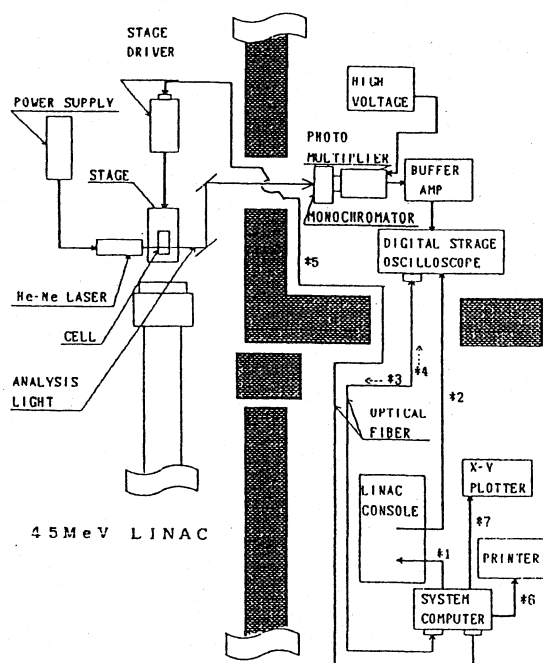 STAGE
DRIVER
POWER SUPPLY
HIGH
VOLTAGE
PHOTO
MULTIPLIER
BUFFER
AMP
STAGE
MONOCHROMATOR
DIGITAL STRAGE
OSCILLOSCOPE
*5
He-Ne LASER
CELL
*4
*3
*2
ANALYSIS
LIGHT
OPTICAL
FIBER
X-Y
PLOTTER
LINAC
CONSOLE
*7
45MeV LINAC
*1
PRINTER
*6
SYSTEM
COMPUTER